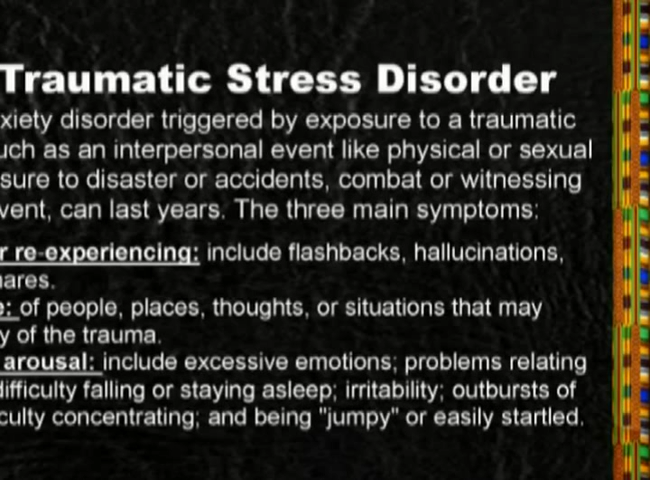 Traumatic Stress Disorder
xiety disorder triggered by exposure to a traumatic
uch as an interpersonal event like physical or sexual
sure to disaster or accidents, combat or witnessing
vent, can last years. The three main symptoms:
r re-experiencing: include flashbacks, hallucinations,
ares.
e: of people, places, thoughts, or situations that may
y of the trauma.
arousal: include excessive emotions; problems relating
difficulty falling or staying asleep; irritability; outbursts of
culty concentrating; and being "jumpy" or easily startled.